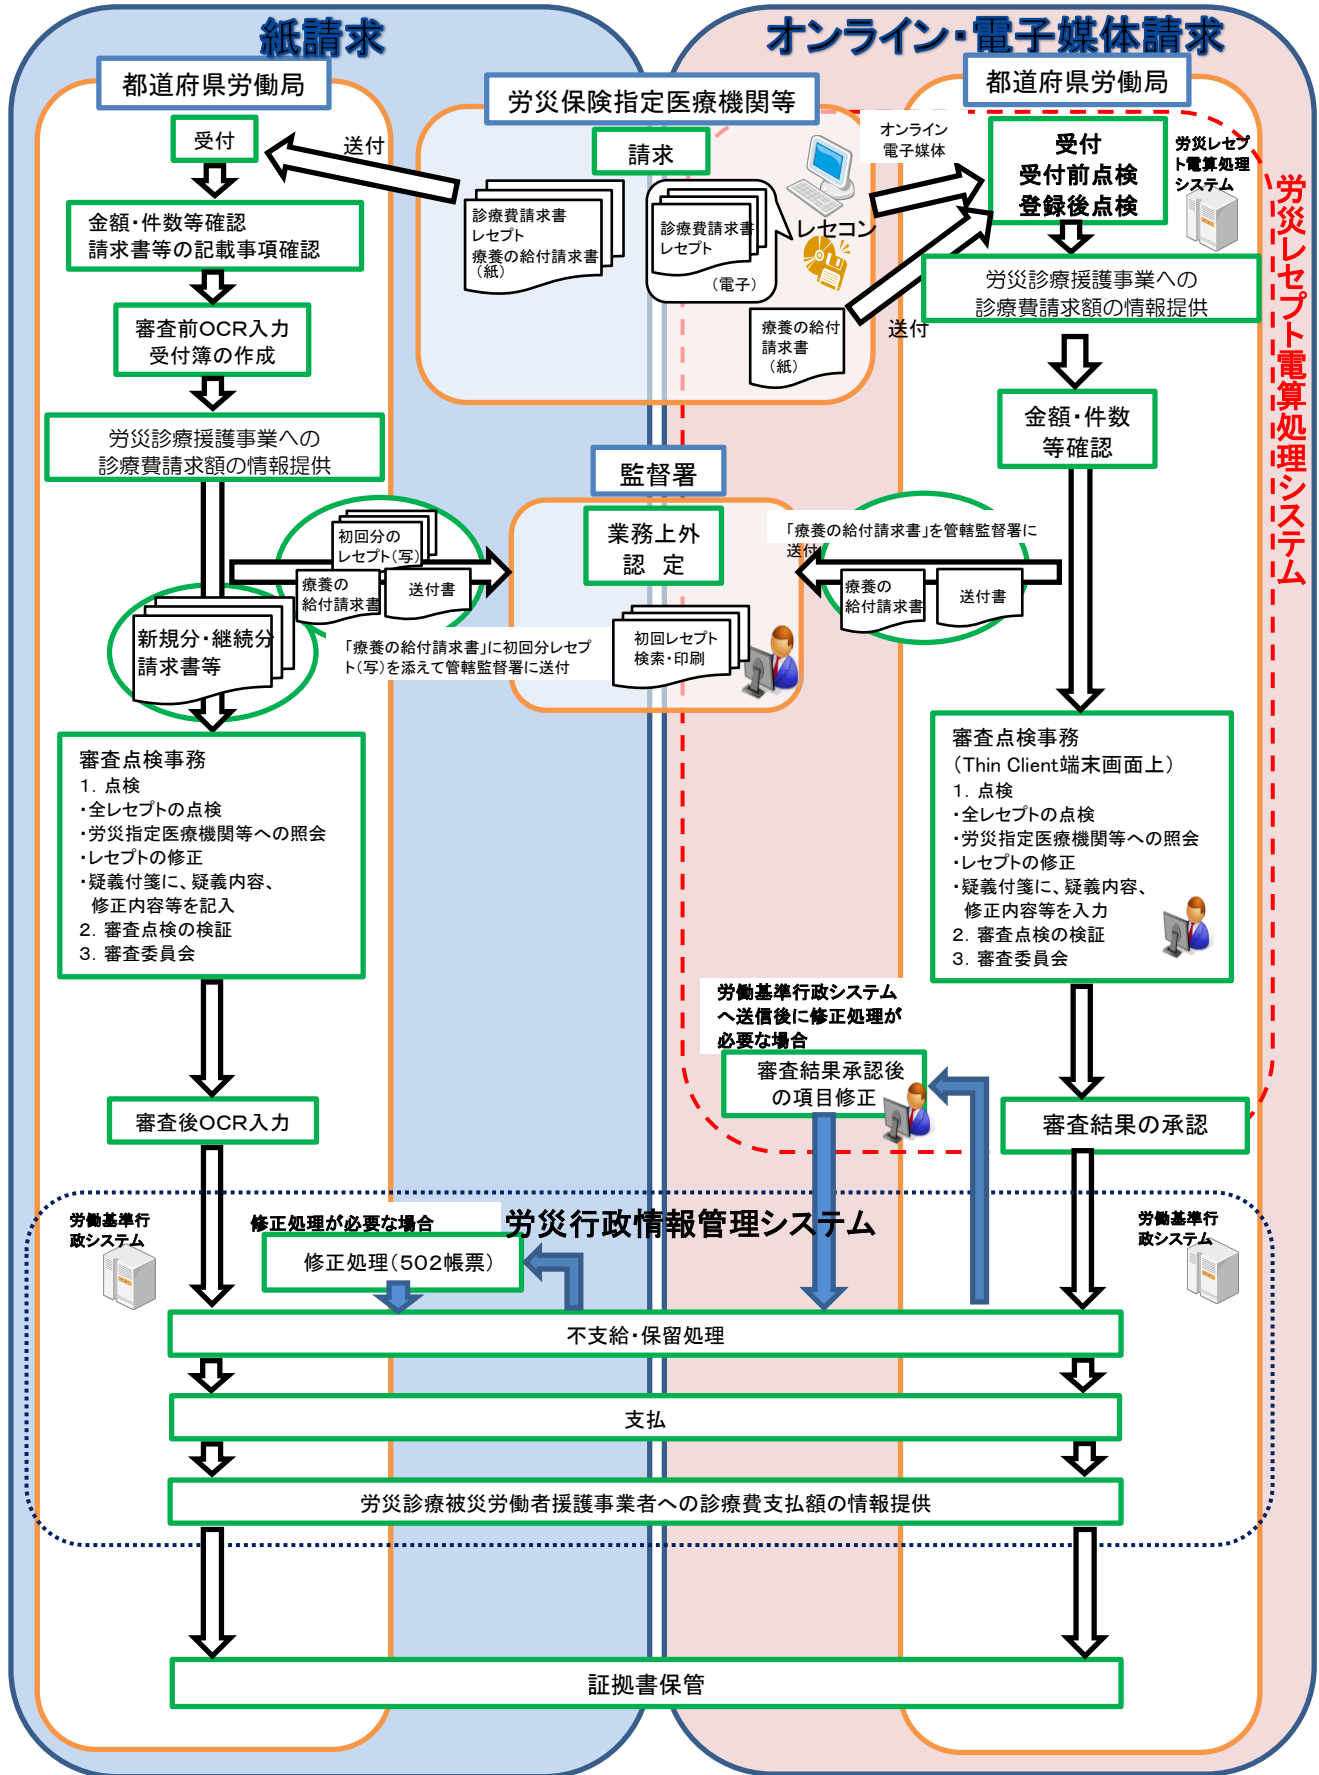 紙請求
オンライン・電子媒体請求
都道府県労働局
労災保険指定医療機関等
都道府県労働局
受付
送付
請求
オンライン
電子媒体
受付
受付前点検
登録後点検
労災レセプ
ト電算処理
システム
労災レセプト電算処理システム
金額・件数等確認
請求書等の記載事項確認
診療費請求書
レセプト
療養の給付請求書
(紙)
診療費請求書
レセプト
(電子)
レセコン
療養の給付
請求書
(紙)
送付
労災診療援護事業への
診療費請求額の情報提供
審査前OCR入力
受付簿の作成
労災診療援護事業への
診療費請求額の情報提供
金額・件数
等確認
監督署
業務上外
認 定
初回分の
レセプト(写)
療養の
給付請求書
送付書
「療養の給付請求書」を管轄監督署に
送付
療養の
給付請求書
送付書
新規分・継続分
請求書等
「療養の給付請求書」に初回分レセプ
ト(写)を添えて管轄監督署に送付
初回レセプト
検索・印刷
審査点検事務
1. 点検
・全レセプトの点検
・労災指定医療機関等への照会
・レセプトの修正
・疑義付箋に、疑義内容、
修正内容等を記入
2. 審査点検の検証
3. 審査委員会
審査点検事務
(Thin Client端末画面上)
1. 点検
・全レセプトの点検
・労災指定医療機関等への照会
・レセプトの修正
・疑義付箋に、疑義内容、
修正内容等を入力
2. 審査点検の検証
3. 審査委員会
労働基準行政システム
へ送信後に修正処理が
必要な場合
審査結果承認後
の項目修正
審査後OCR入力
審査結果の承認
労働基準行
政システム
修正処理が必要な場合
労災行政情報管理システム
労働基準行
政システム
修正処理(502帳票)
不支給・保留処理
支払
労災診療被災労働者援護事業者への診療費支払額の情報提供
証拠書保管